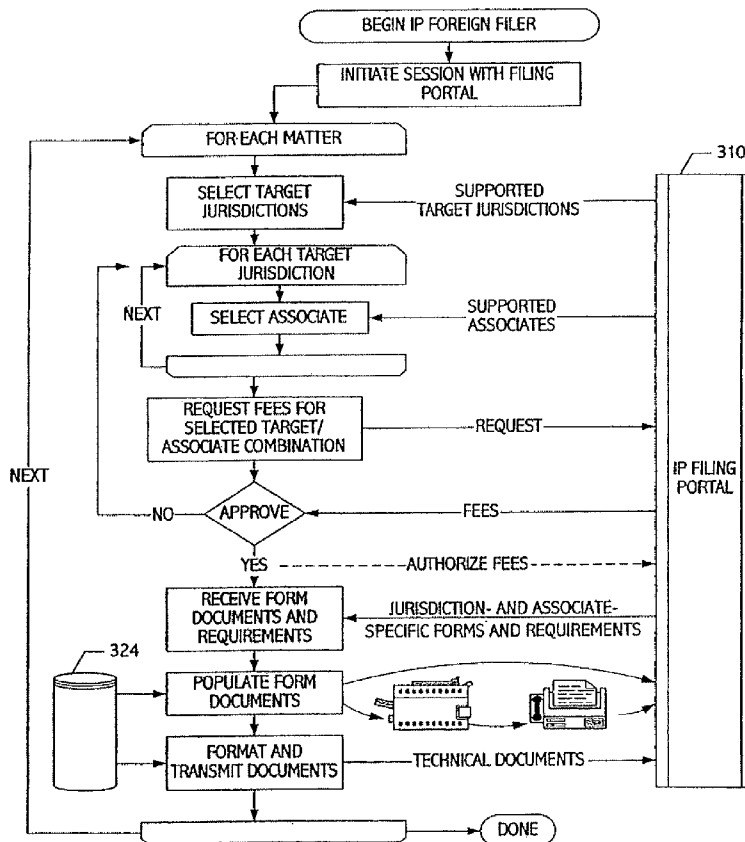 BEGIN IP FOREIGN FILER
INITIATE SESSION WITH FILING
PORTAL
FOR EACH MATTER
310
SELECT TARGET
JURISDICTIONS
SUPPORTED
TARGET JURISDICTIONS
FOR EACH TARGET
JURISDICTION
NEXT
SELECT ASSOCIATE
SUPPORTED
ASSOCIATES
REQUEST FEES FOR
SELECTED TARGET/
ASSOCIATE COMBINATION
REQUEST
NEXT
IP FILING
PORTAL
NO
APPROVE
FEES
YES
AUTHORIZE FEES
RECEIVE FORM
DOCUMENTS AND
REQUIREMENTS
JURISDICTION- AND ASSOCIATE-
SPECIFIC FORMS AND REQUIREMENTS
324
POPULATE FORM
DOCUMENTS
FORMAT AND
TRANSMIT DOCUMENTS
TECHNICAL DOCUMENTS
DONE